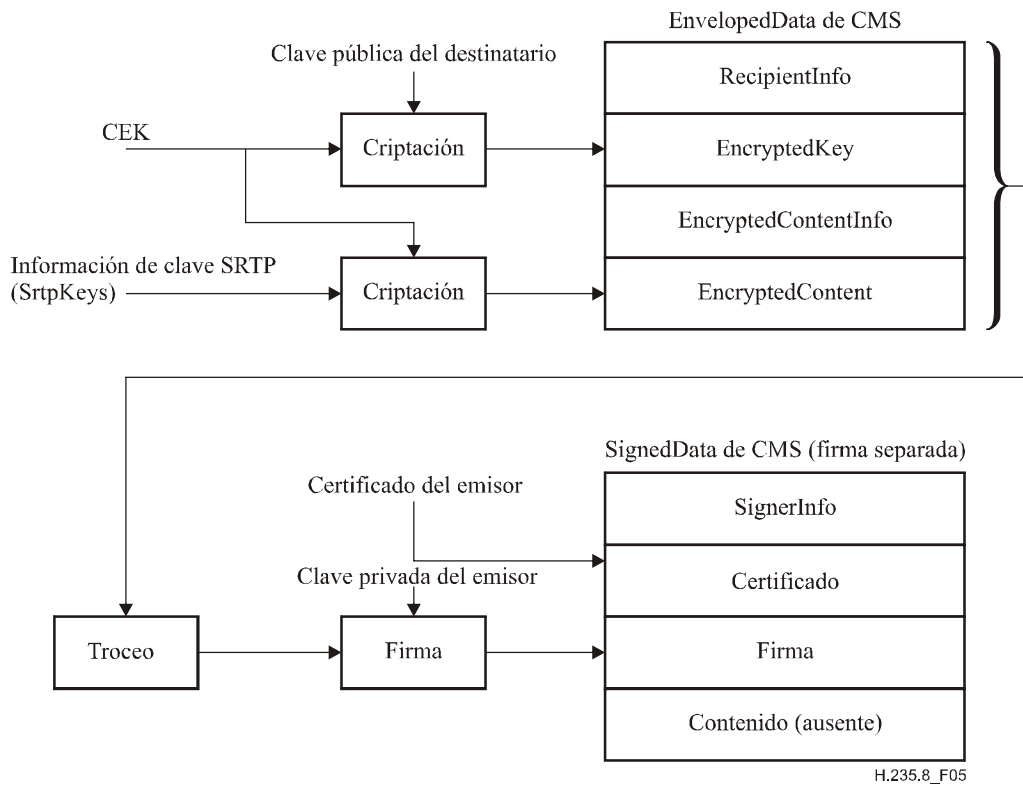 EnvelopedData de CMS
Clave pública del destinatario
RecipientInfo
CEK
Criptación
EncryptedKey
EncryptedContentInfo
Información de clave SRTP
(SrtpKeys)
Criptación
EncryptedContent
SignedData de CMS (firma separada)
Certificado del emisor
SignerInfo
Clave privada del emisor
Certificado
Troceo
Firma
Firma
Contenido (ausente)
H.235.8_F05